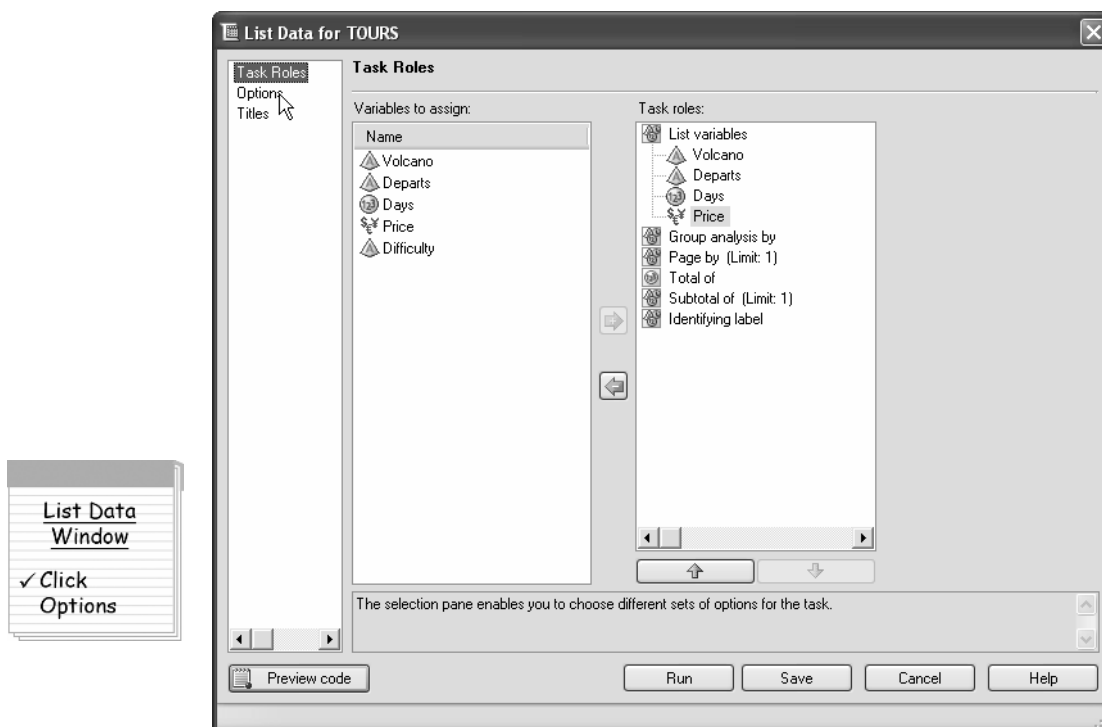 List Data for TOURS
Task Roles
Options
Titles
Task Roles
Variables to assign:
Name
Volcano
Departs
Days
Price
Difficulty
Task roles:
List variables
Volcano
Departs
Days
Price
Group analysis by
Page by (Limit: 1)
Total of
Subtotal of (Limit: 1)
Identifying label
The selection pane enables you to choose different sets of options for the task.
Preview code
Run
Save
Cancel
Help
List Data
Window
✓ Click
Options